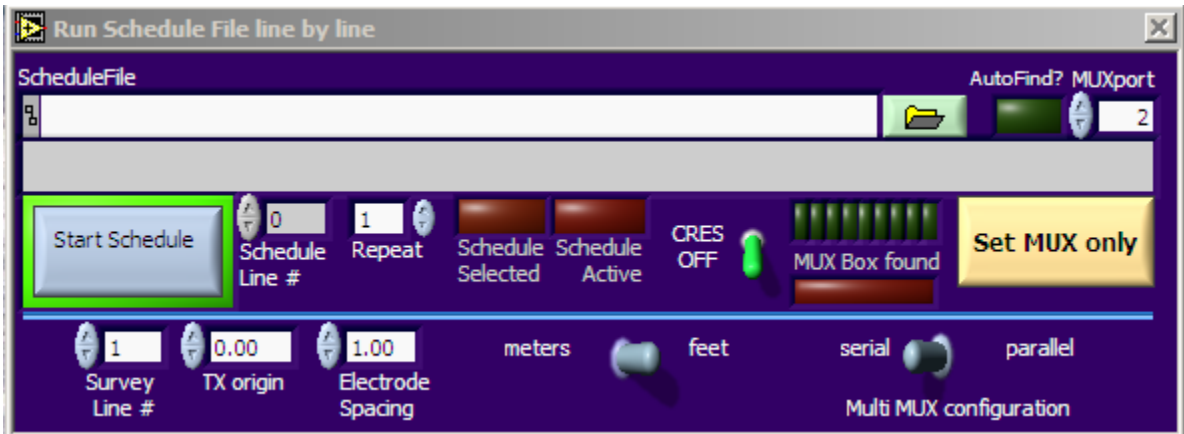 Run Schedule File line by line
ScheduleFile
AutoFind? MUXport
2
Start Schedule
0
Schedule
Line #
1
Repeat
Schedule
Selected
Schedule
Active
CRES
OFF
MUX Box found
Set MUX only
1
Survey
Line #
0.00
TX origin
1.00
Electrode
Spacing
meters
feet
serial
parallel
Multi MUX configuration